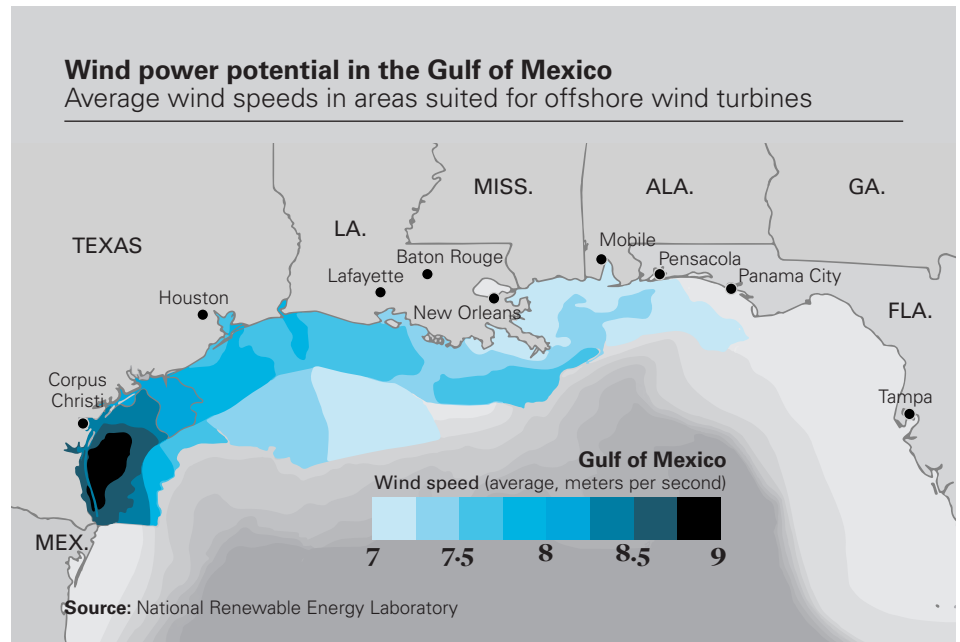 Wind power potential in the Gulf of Mexico
Average wind speeds in areas suited for offshore wind turbines
MISS.
ALA.
GA.
TEXAS
LA.
Mobile
Baton Rouge
Pensacola
Lafayette
Panama City
Houston
New Orleans
FLA.
Corpus
Christi
Tampa
Gulf of Mexico
Wind speed (average, meters per second)
MEX.
7 7.5 8 8.5 9
Source: National Renewable Energy Laboratory